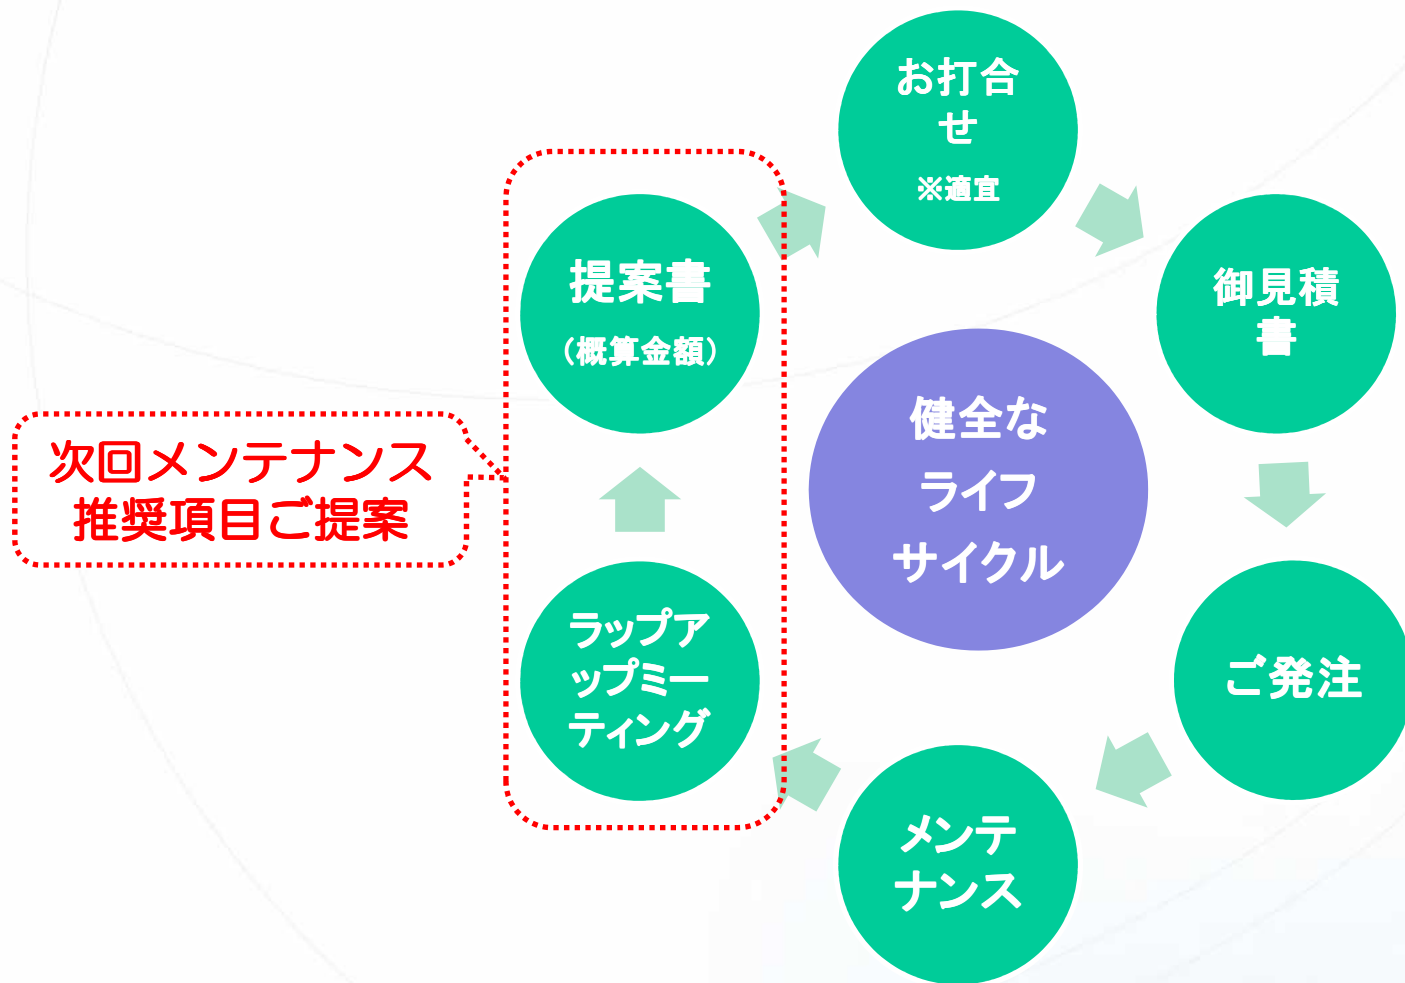 お打合
せ
※適宜
御見積
書
ご発注
メンテ
ナンス
ラップア
ップミー
ティング
提案書
（概算金額）
健全な
ライフ
サイクル
次回メンテナンス
推奨項目ご提案